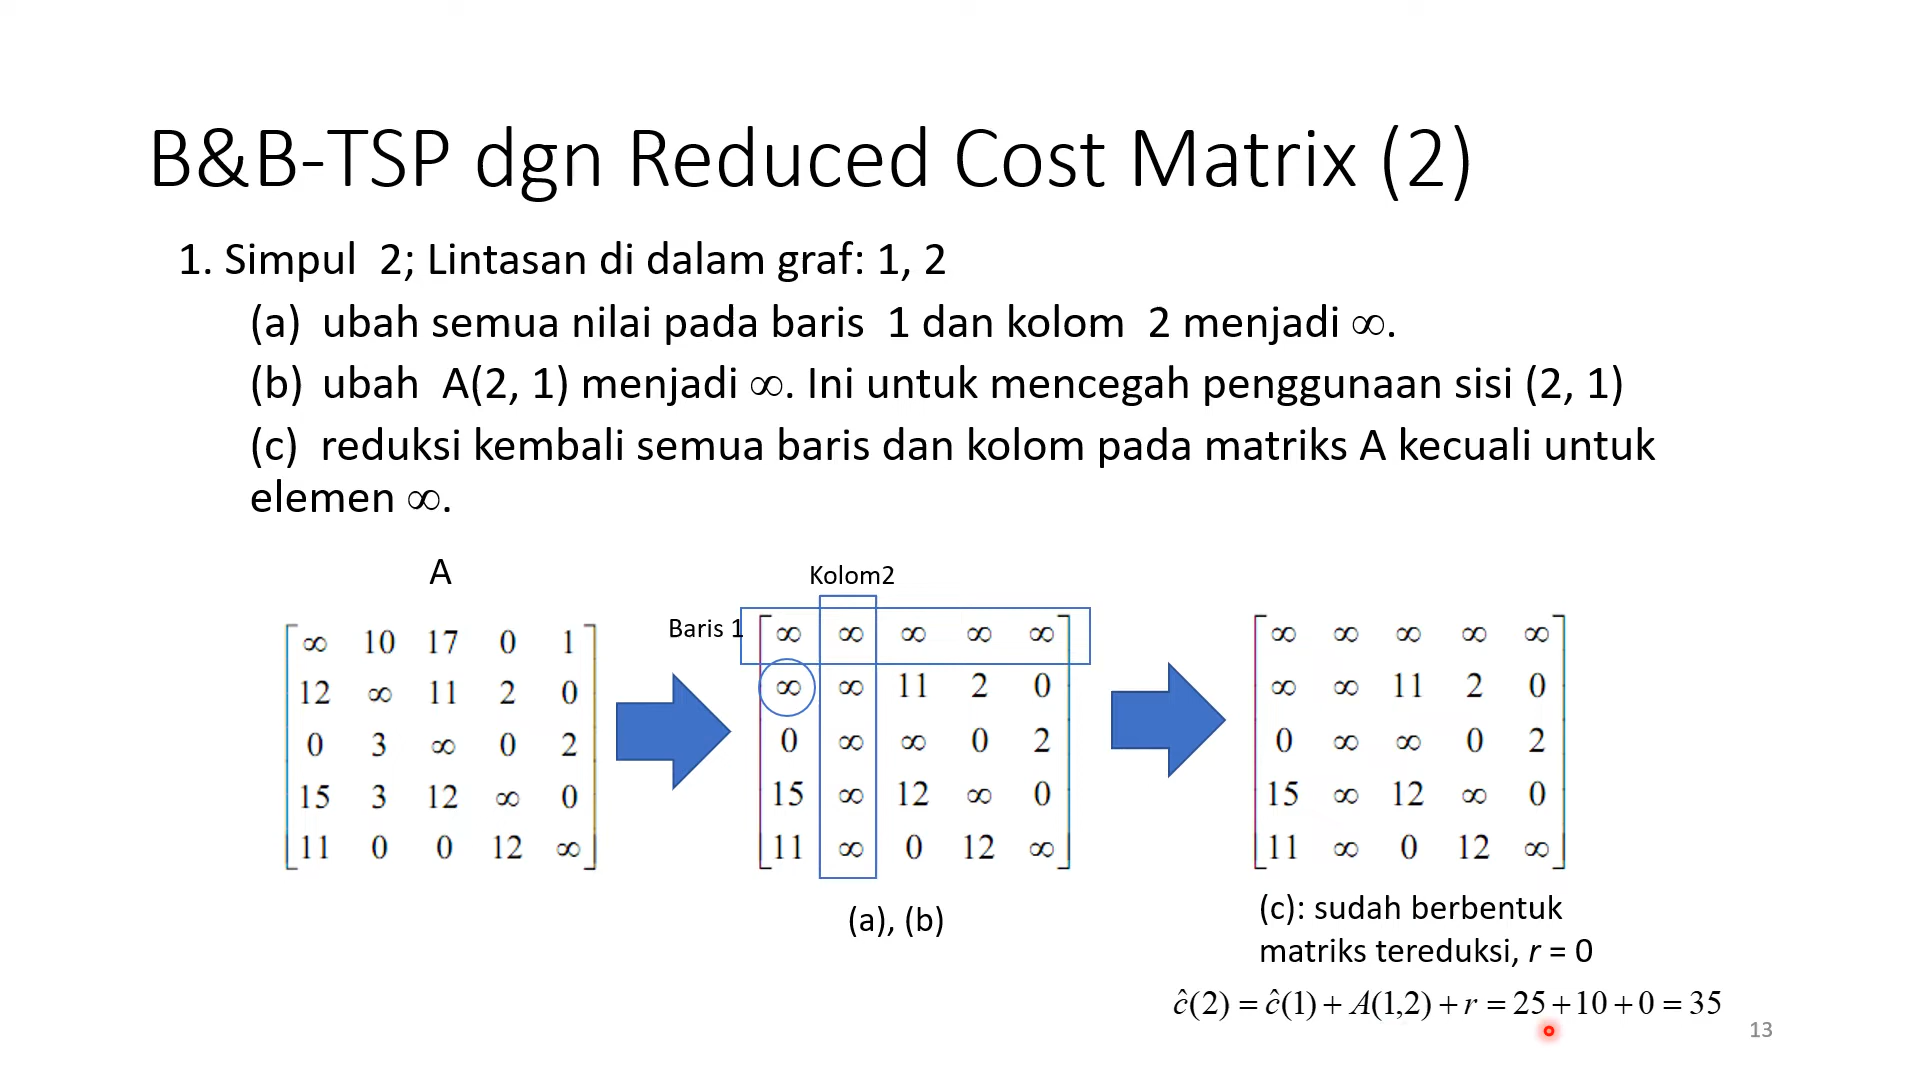 B&B-TSP dgn Reduced Cost Matrix (2)
1. Simpul 2; Lintasan di dalam graf: 1, 2
(a) ubah semua nilai pada baris 1 dan kolom 2 menjadi ∞.
(b) ubah A(2, 1) menjadi ∞. Ini untuk mencegah penggunaan sisi (2, 1)
(c) reduksi kembali semua baris dan kolom pada matriks A kecuali untuk
elemen ∞.
A
∞ 10 17 0 1
12 ∞ 11 2 0
0 3 ∞ 0 2
15 3 12 ∞ 0
11 0 0 12 ∞
Kolom2
Baris 1
∞ ∞ ∞ ∞ ∞
∞ ∞ 11 2 0
0 ∞ ∞ 0 2
15 ∞ 12 ∞ 0
11 ∞ 0 12 ∞
(a), (b)
∞ ∞ ∞ ∞ ∞
∞ ∞ 11 2 0
0 ∞ ∞ 0 2
15 ∞ 12 ∞ 0
11 ∞ 0 12 ∞
(c): sudah berbentuk
matriks tereduksi, r = 0
ĉ(2) = ĉ(1) + A(1,2) + r = 25 + 10 + 0 = 35
13